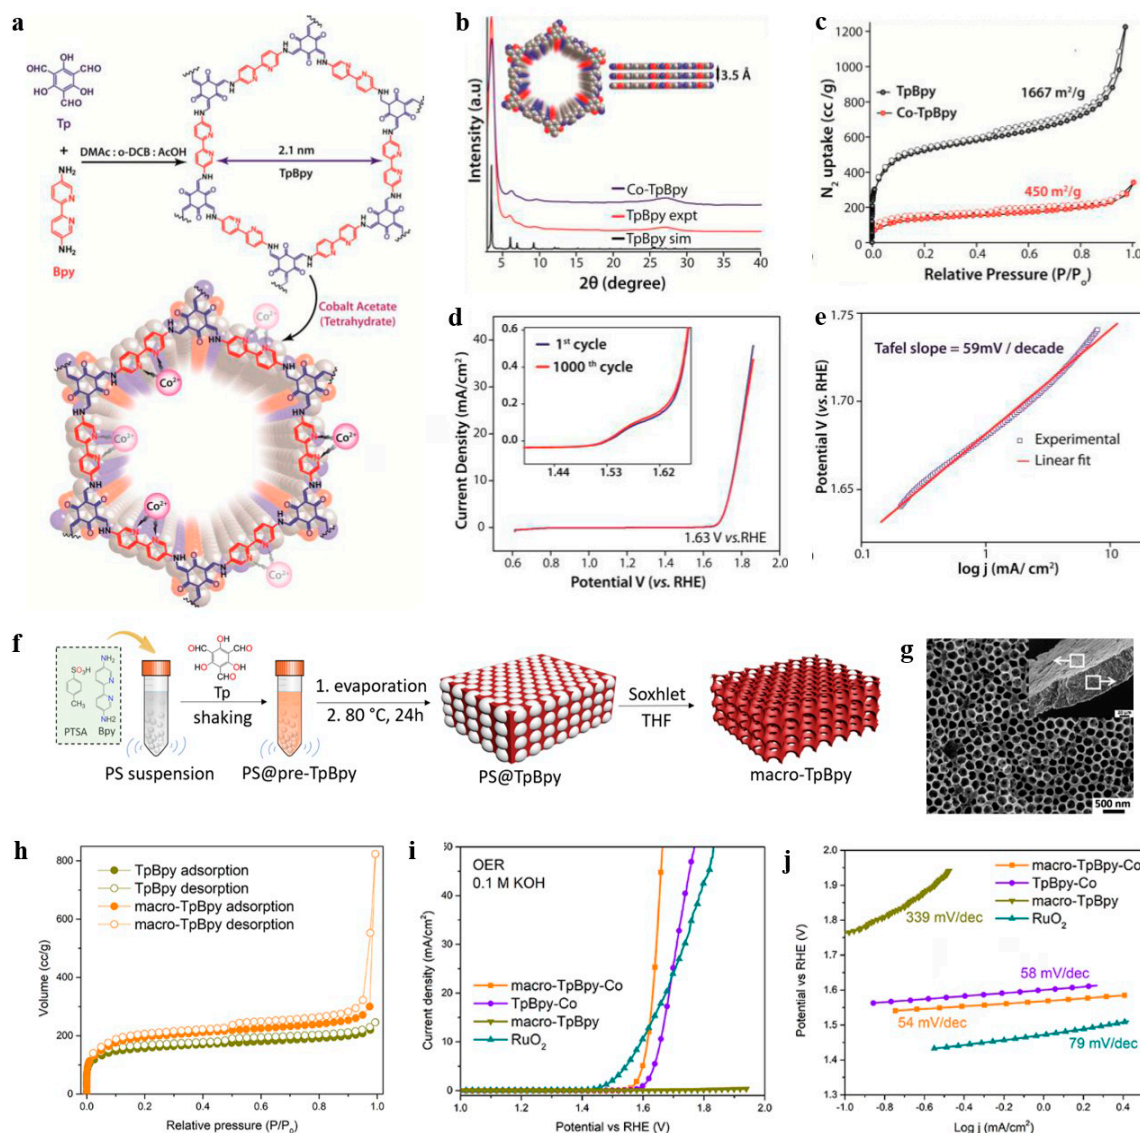 a
OH
OHC
CHO
HO
OH
CHO
Tp
+
NH₂
NH₂
Bpy
DMAc : o-DCB : AcOH
2.1 nm
TpBpy
Cobalt Acetate
(Tetrahydrate)
Co²⁺
Co²⁺
Co²⁺
Co²⁺
Co²⁺
Co²⁺
b
Intensity (a.u)
3.5 Å
Co-TpBpy
TpBpy expt
TpBpy sim
5 10 15 20 25 30 35 40
2θ (degree)
c
N₂ uptake (cc /g)
1200
1000
800
600
400
200
0
TpBpy
Co-TpBpy
1667 m²/g
450 m²/g
0.0 0.2 0.4 0.6 0.8 1.0
Relative Pressure (P/Pₒ)
d
Current Density (mA/cm²)
40
30
20
10
0
0.6
0.4
0.2
0.0
1ˢᵗ cycle
1000 ᵗʰ cycle
1.44 1.53 1.62
1.63 V vs.RHE
0.6 0.8 1.0 1.2 1.4 1.6 1.8 2.0
Potential V (vs. RHE)
e
Potential V (vs. RHE)
1.75
1.70
1.65
Tafel slope = 59mV / decade
Experimental
Linear fit
0.1 1 10
log j (mA/ cm²)
f
SO₃H
CH₃
PTSA
NH₂
N
N
NH2
Bpy
PS suspension
OH
CHO
CHO
HO
OH
CHO
Tp
shaking
PS@pre-TpBpy
1. evaporation
2. 80 °C, 24h
PS@TpBpy
Soxhlet
THF
macro-TpBpy
g
500 nm
h
Volume (cc/g)
800
600
400
200
0
TpBpy adsorption
TpBpy desorption
macro-TpBpy adsorption
macro-TpBpy desorption
0.0 0.2 0.4 0.6 0.8 1.0
Relative pressure (P/Pₒ)
i
Current density (mA/cm²)
50
40
30
20
10
0
OER
0.1 M KOH
macro-TpBpy-Co
TpBpy-Co
macro-TpBpy
RuO₂
1.0 1.2 1.4 1.6 1.8 2.0
Potential vs RHE (V)
j
Potential vs RHE (V)
2.0
1.9
1.8
1.7
1.6
1.5
1.4
1.3
macro-TpBpy-Co
TpBpy-Co
macro-TpBpy
RuO₂
339 mV/dec
58 mV/dec
54 mV/dec
79 mV/dec
-1.0 -0.8 -0.6 -0.4 -0.2 0.0 0.2 0.4
Log j (mA/cm²)